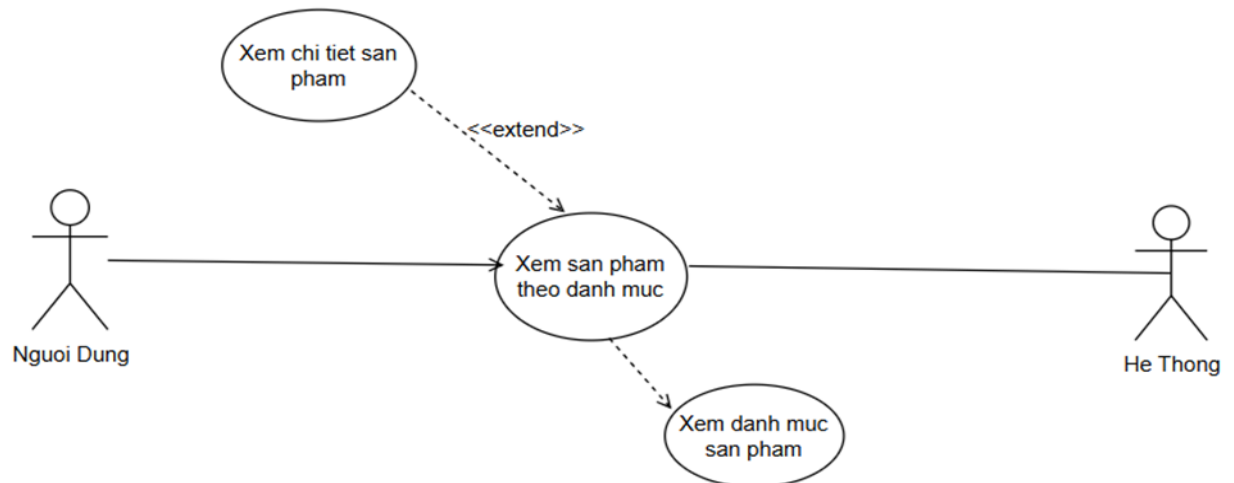 Xem chi tiet san
pham
<<extend>>
Xem san pham
theo danh muc
Nguoi Dung
He Thong
Xem danh muc
san pham